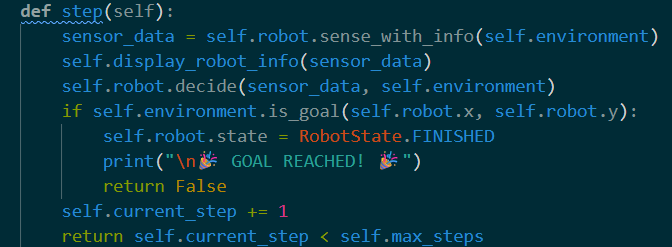 def step(self):
    sensor_data = self.robot.sense_with_info(self.environment)
    self.display_robot_info(sensor_data)
    self.robot.decide(sensor_data, self.environment)
    if self.environment.is_goal(self.robot.x, self.robot.y):
        self.robot.state = RobotState.FINISHED
        print("\n🎉 GOAL REACHED! 🎉")
        return False
    self.current_step += 1
    return self.current_step < self.max_steps